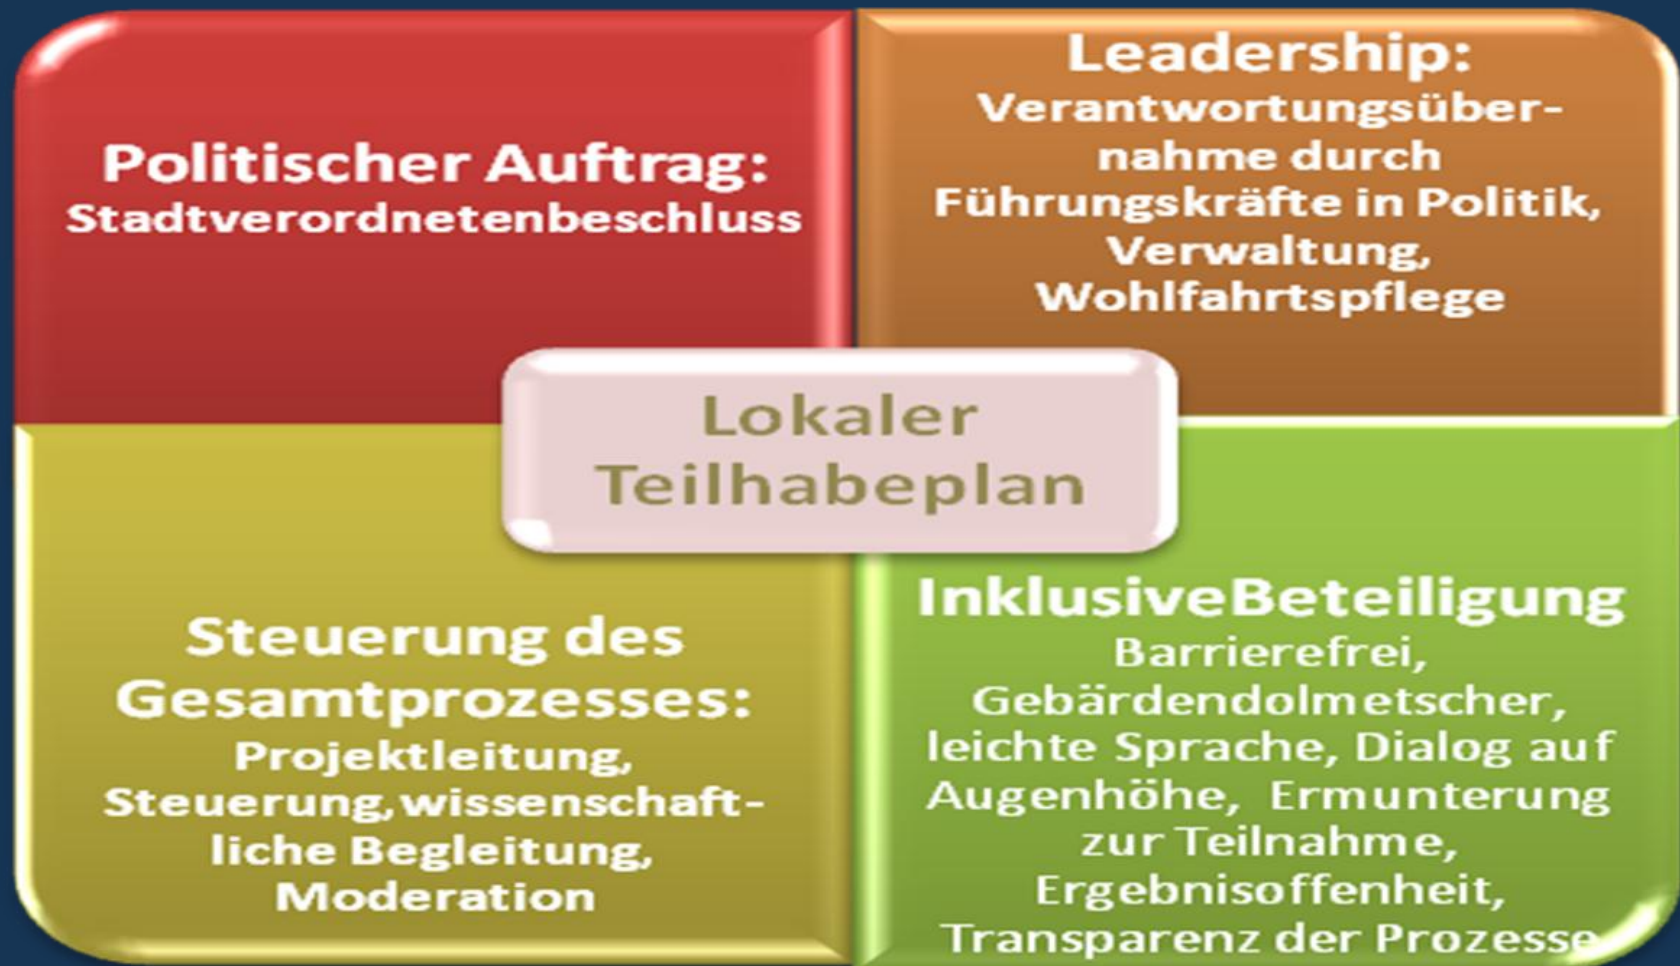 Politischer Auftrag:
Stadtverordnetenbeschluss
Leadership:
Verantwortungsüber-
nahme durch
Führungskräfte in Politik,
Verwaltung,
Wohlfahrtspflege
Lokaler
Teilhabeplan
Steuerung des
Gesamtprozesses:
Projektleitung,
Steuerung,wissenschaft-
liche Begleitung,
Moderation
InklusiveBeteiligung
Barrierefrei,
Gebärdendolmetscher,
leichte Sprache, Dialog auf
Augenhöhe, Ermunterung
zur Teilnahme,
Ergebnisoffenheit,
Transparenz der Prozesse